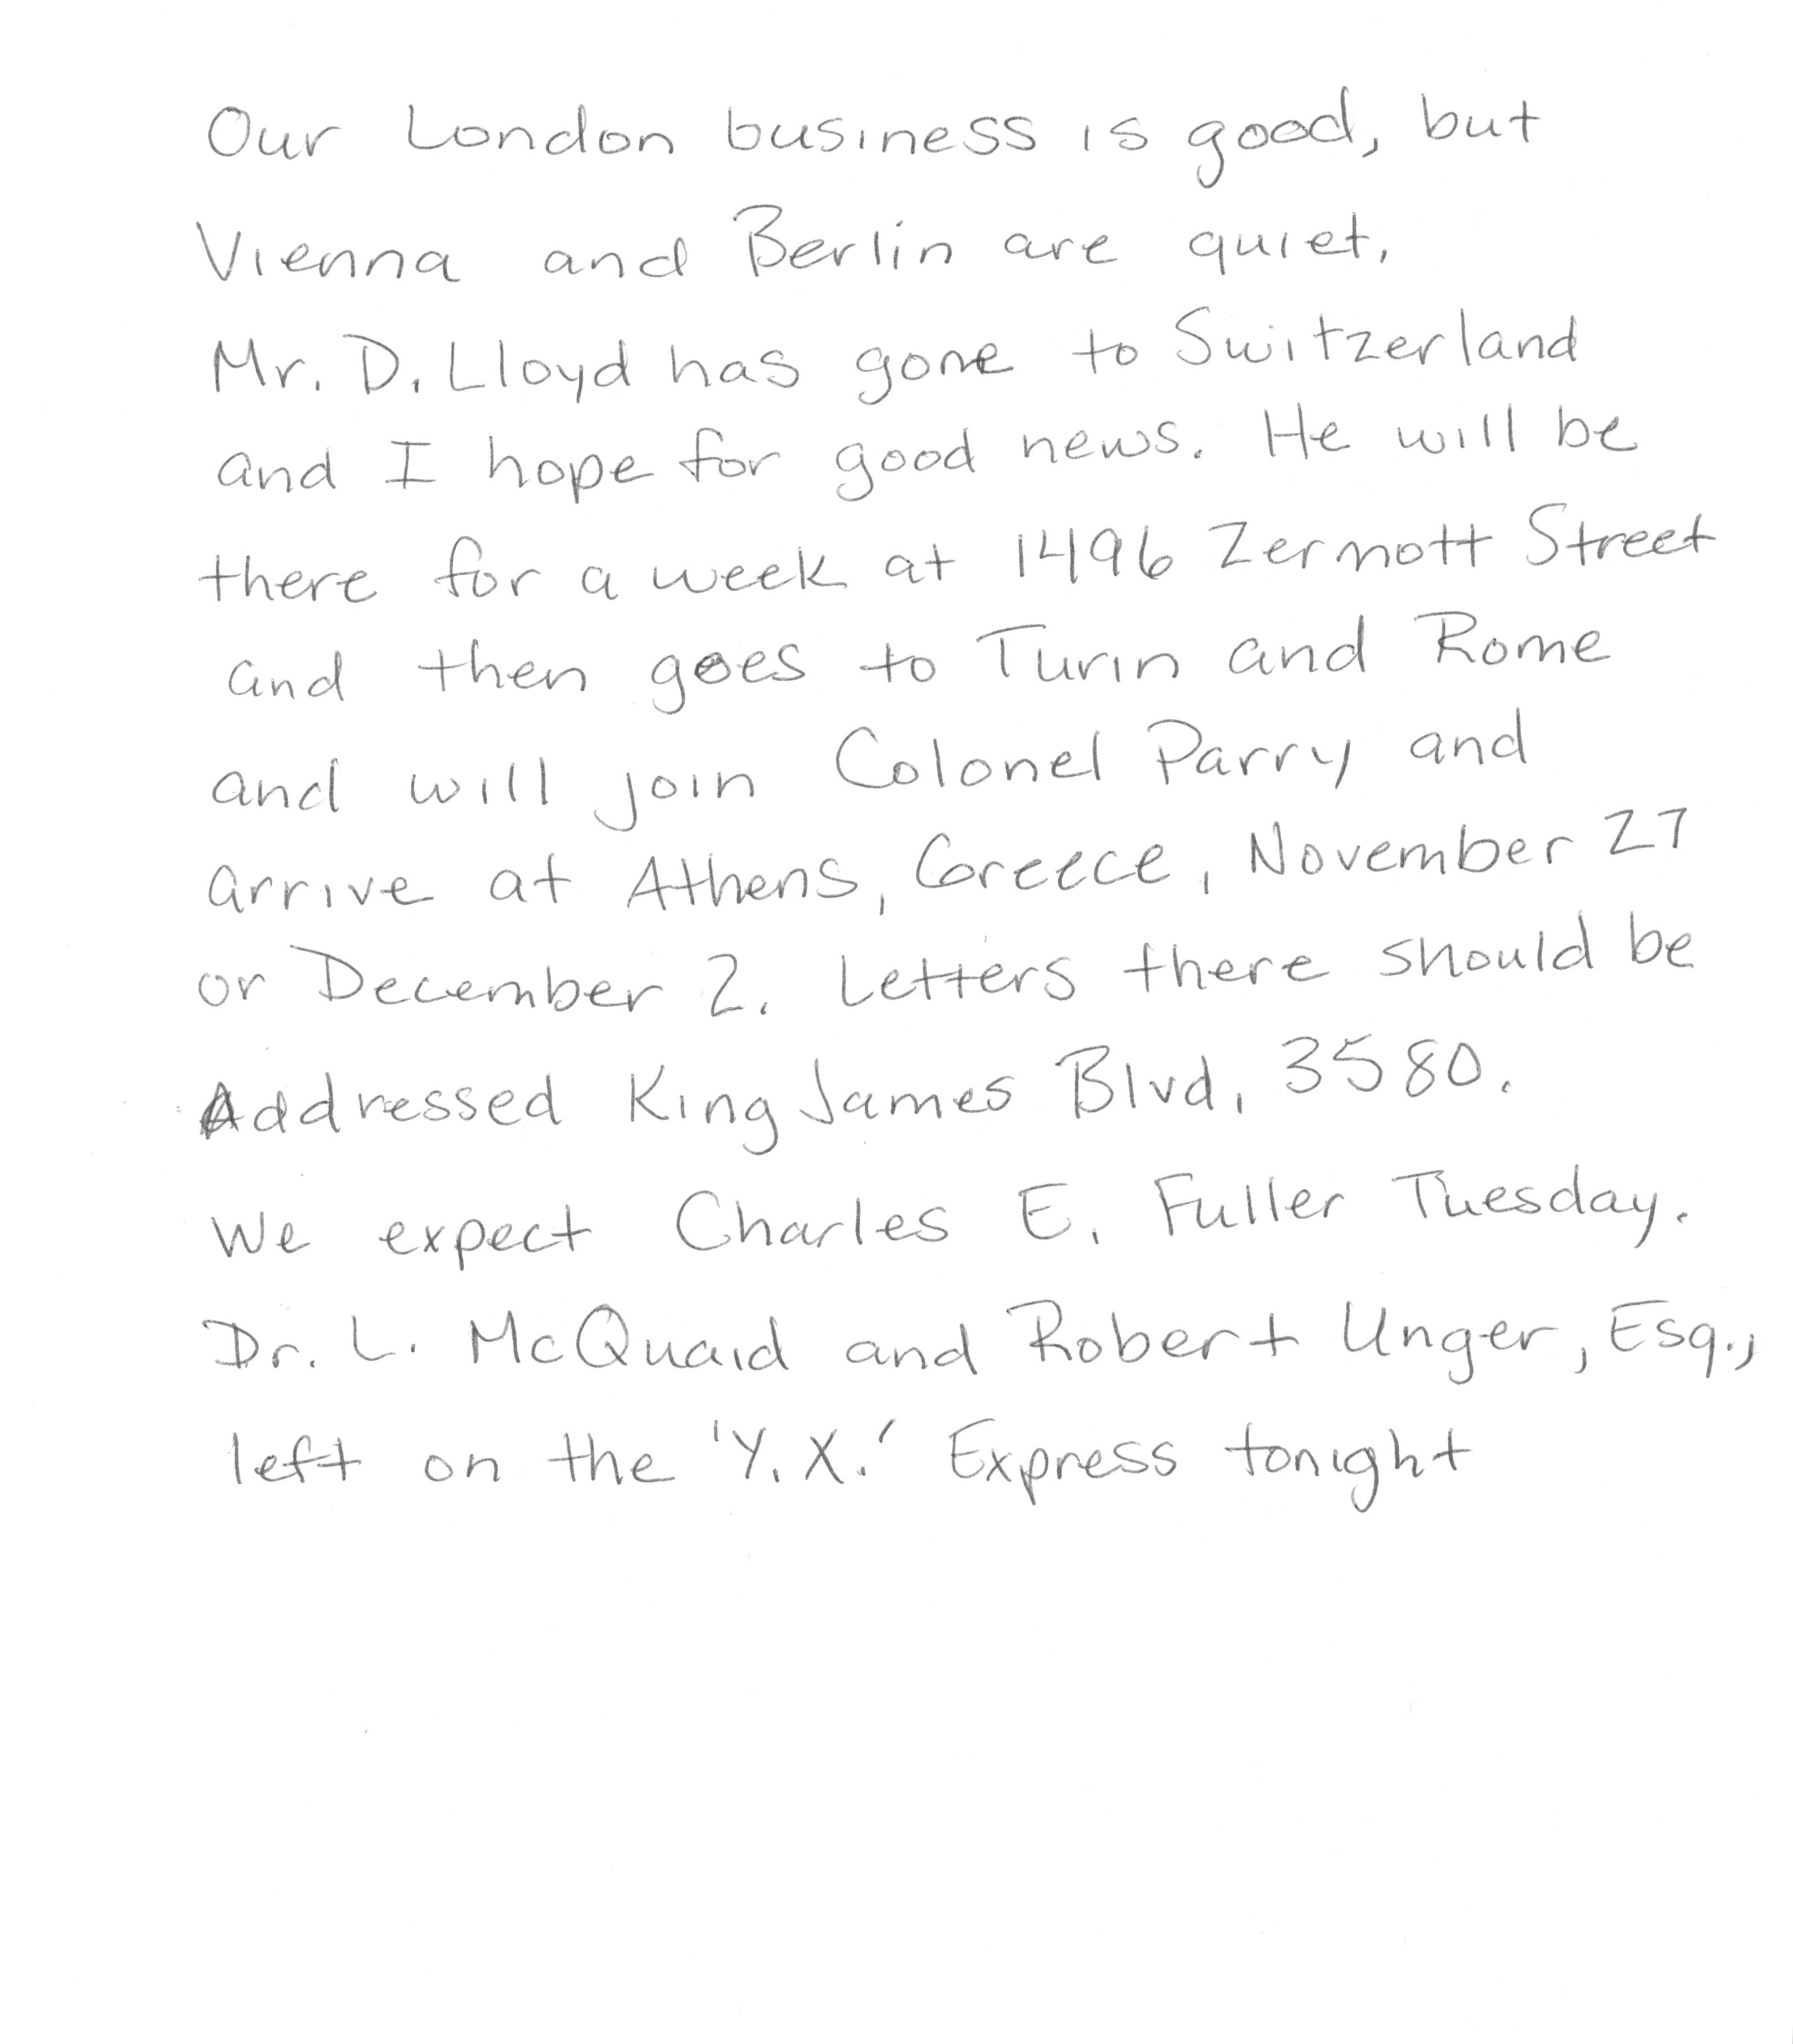 Our London business is good, but
Vienna and Berlin are quiet.
Mr. D. Lloyd has gone to Switzerland
and I hope for good news. He will be
there for a week at 1496 Zermott Street
and then goes to Turin and Rome
and will join Colonel Parry and
arrive at Athens, Greece, November 27
or December 2. Letters there should be
Addressed King James Blvd, 3580.
We expect Charles E. Fuller Tuesday.
Dr. L. McQuaid and Robert Unger, Esq.,
left on the 'Y.X.' Express tonight